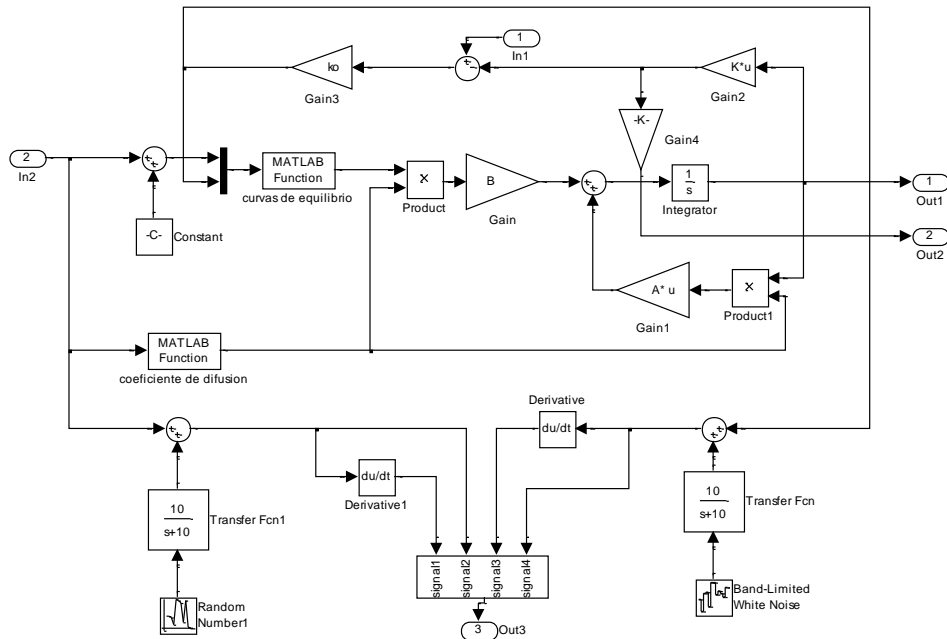 1
In1
ko
Gain3
K*u
Gain2
-K-
Gain4
2
In2
MATLAB
Function
curvas de equilibrio
Product
B
Gain
1
s
Integrator
1
Out1
2
Out2
-C-
Constant
A* u
Gain1
Product1
MATLAB
Function
coeficiente de difusion
Derivative
du/dt
du/dt
Derivative1
10
s+10
Transfer Fcn1
10
s+10
Transfer Fcn
signal1
signal2
signal3
signal4
Random
Number1
3
Out3
Band-Limited
White Noise